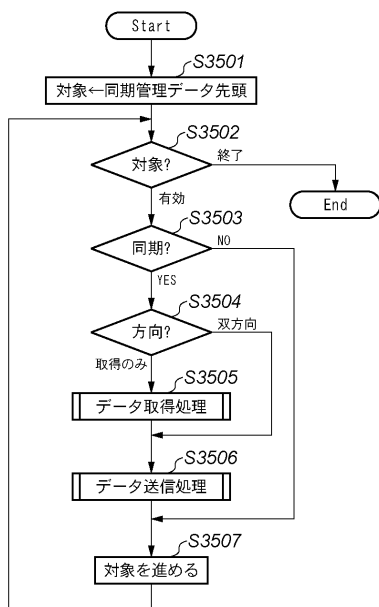 Start
S3501
対象←同期管理データ先頭
S3502
対象?
終了
有効
End
S3503
同期?
NO
YES
S3504
方向?
双方向
取得のみ
S3505
データ取得処理
S3506
データ送信処理
S3507
対象を進める